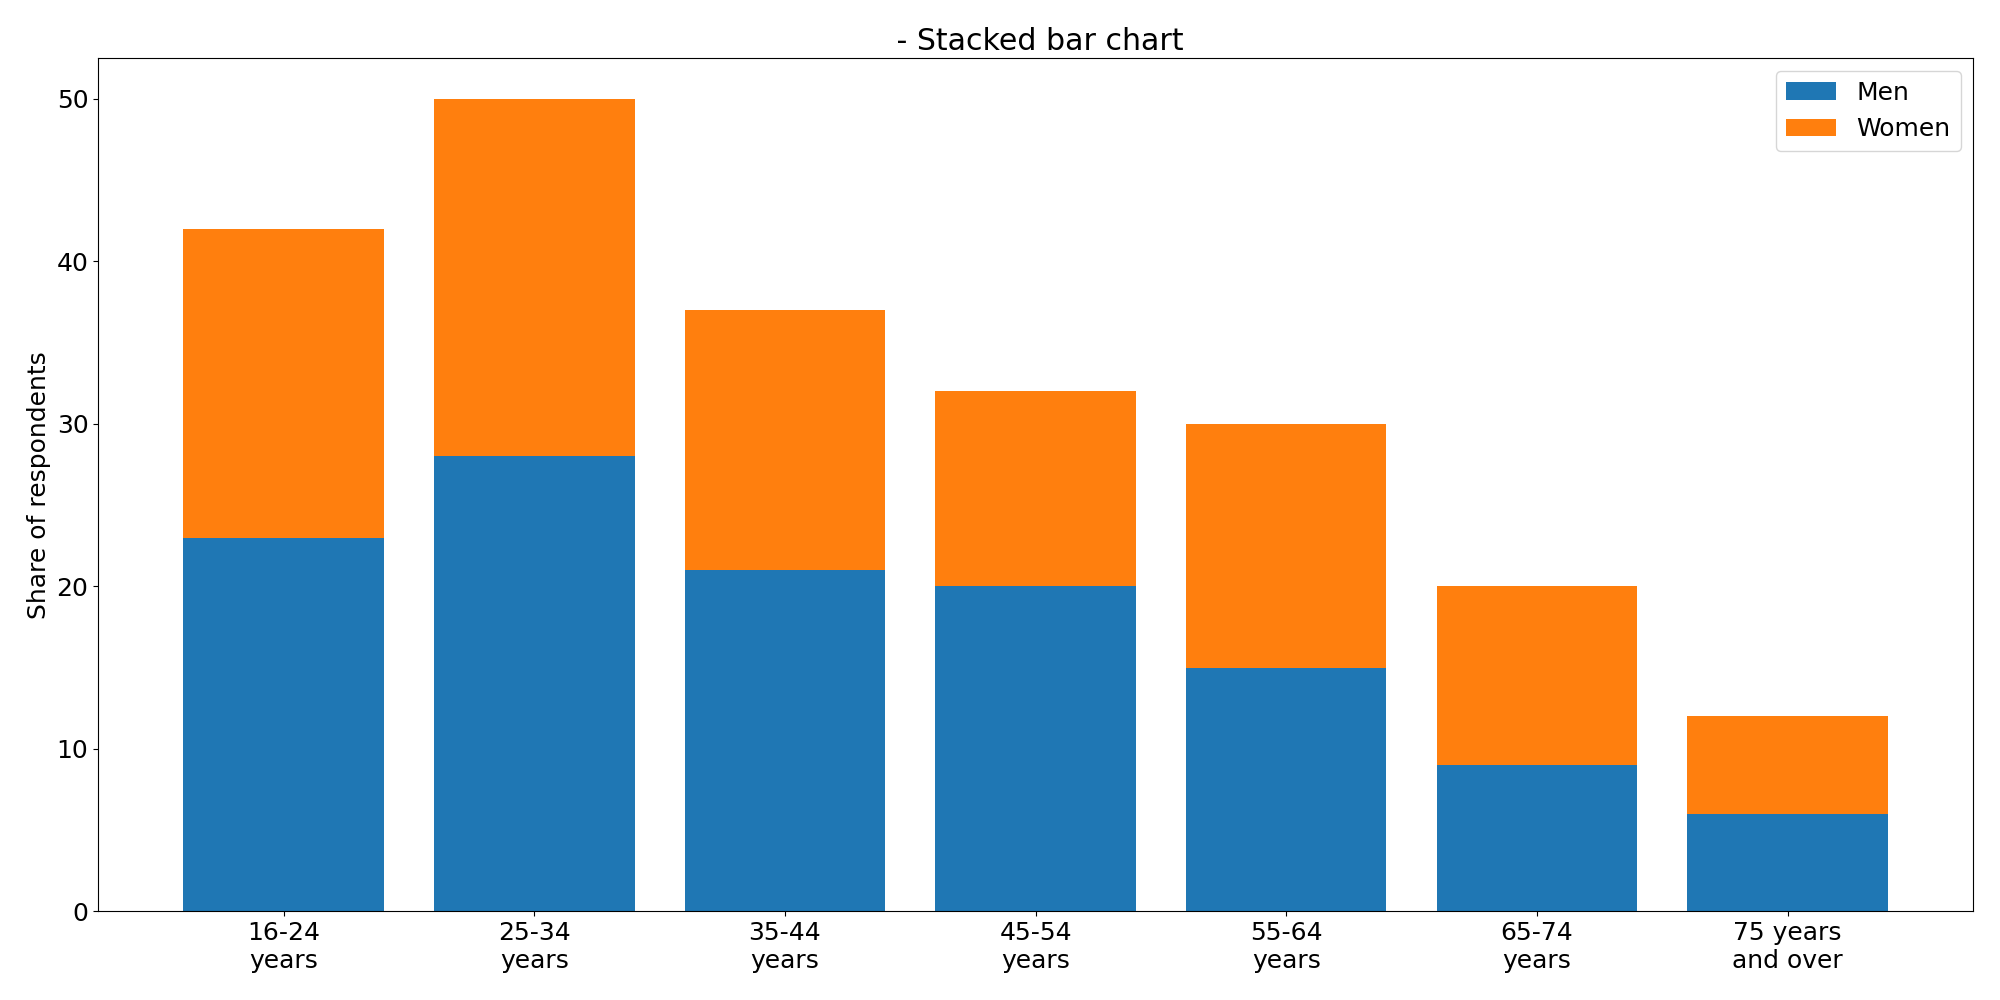 - Stacked bar chart
Men
Women
Share of respondents
50
40
30
20
10
0
16-24
years
25-34
years
35-44
years
45-54
years
55-64
years
65-74
years
75 years
and over